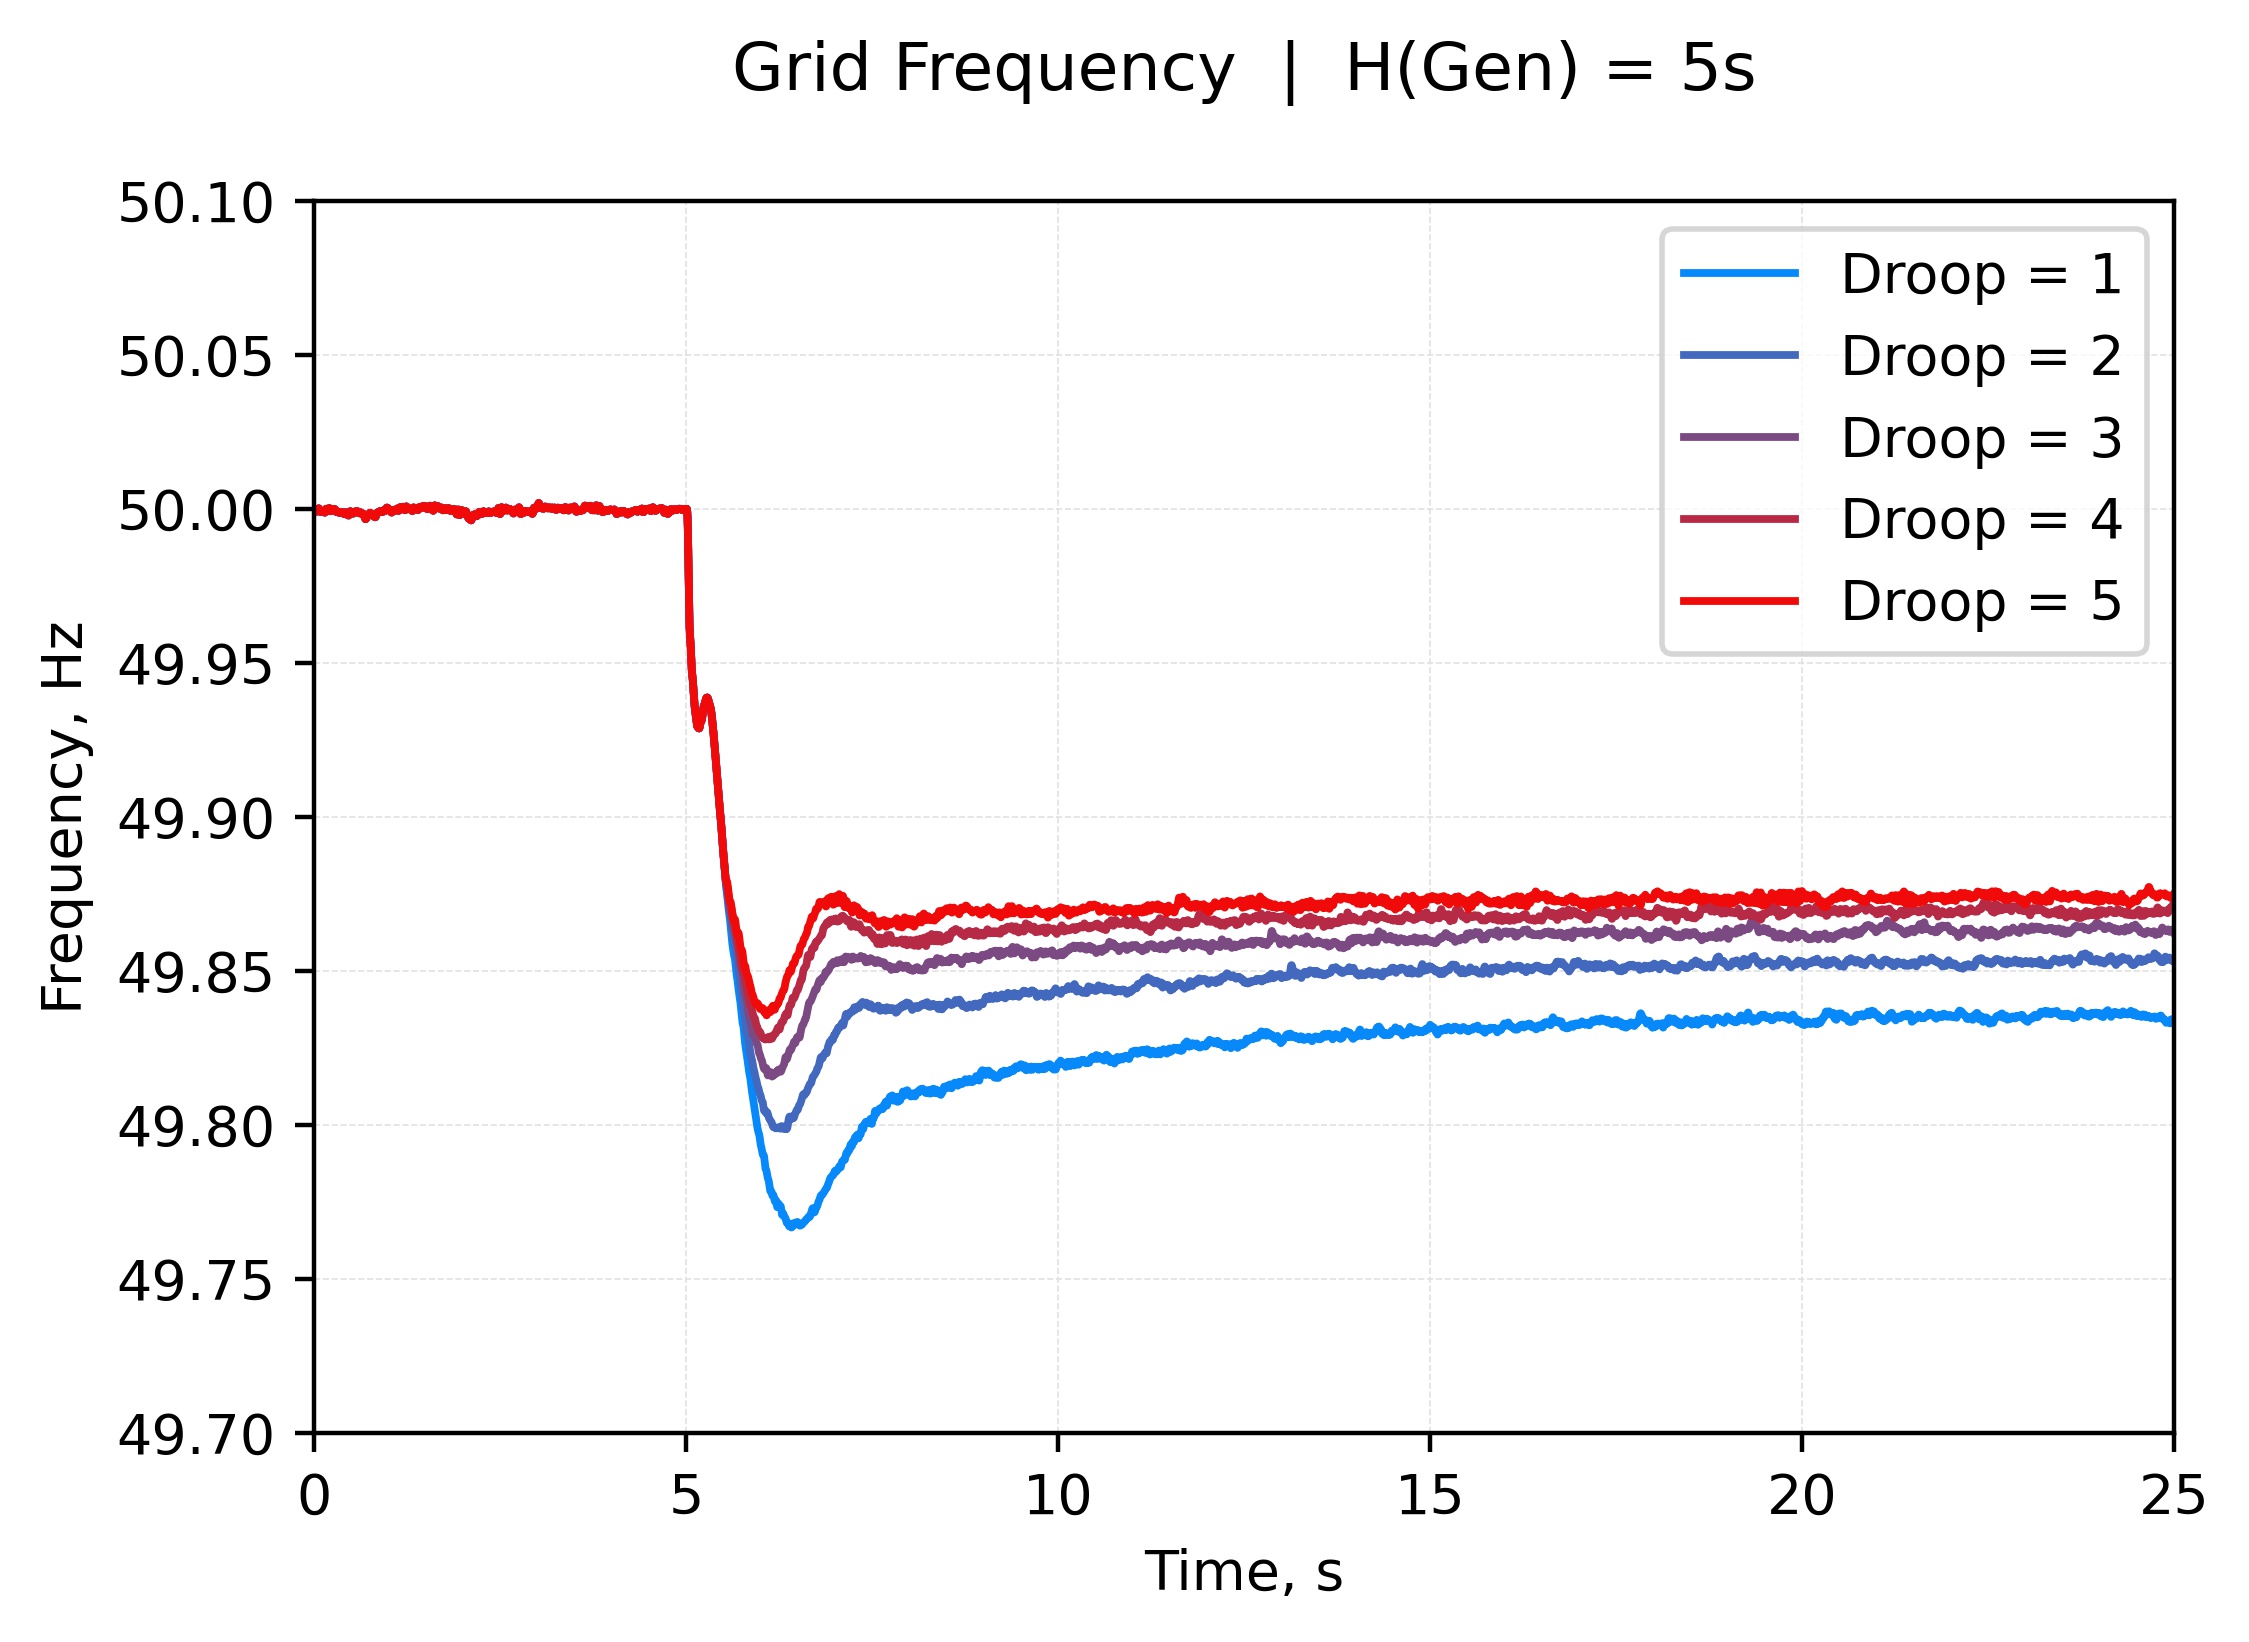 Grid Frequency | H(Gen) = 5s
50.10
50.05
50.00
49.95
49.90
49.85
49.80
49.75
49.70
Frequency, Hz
Droop = 1
Droop = 2
Droop = 3
Droop = 4
Droop = 5
0 5 10 15 20 25
Time, s